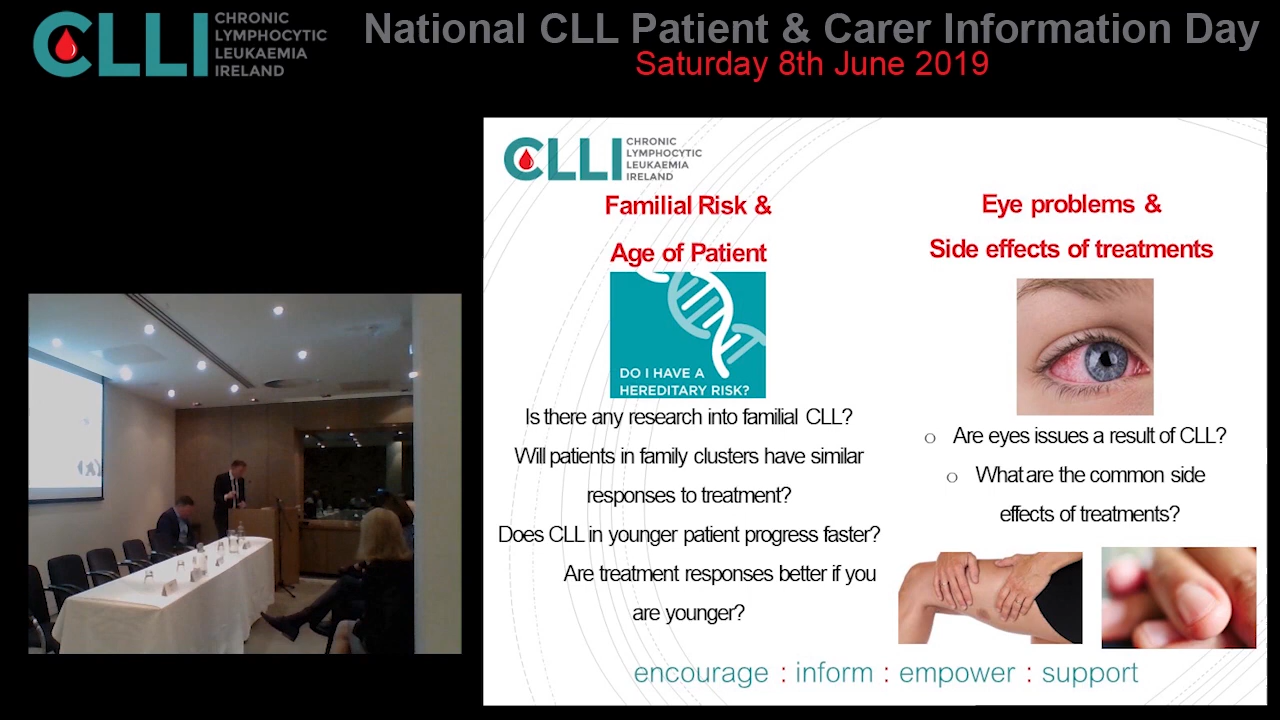 CLLI
CHRONIC
LYMPHOCYTIC
LEUKAEMIA
IRELAND
National CLL Patient & Carer Information Day
Saturday 8th June 2019
CLLI
CHRONIC
LYMPHOCYTIC
LEUKAEMIA
IRELAND
Familial Risk &
Age of Patient
DO I HAVE A
HEREDITARY RISK?
Is there any research into familial CLL?
Will patients in family clusters have similar
responses to treatment?
Does CLL in younger patient progress faster?
Are treatment responses better if you
are younger?
Eye problems &
Side effects of treatments
o Are eyes issues a result of CLL?
o What are the common side
effects of treatments?
encourage : inform : empower : support